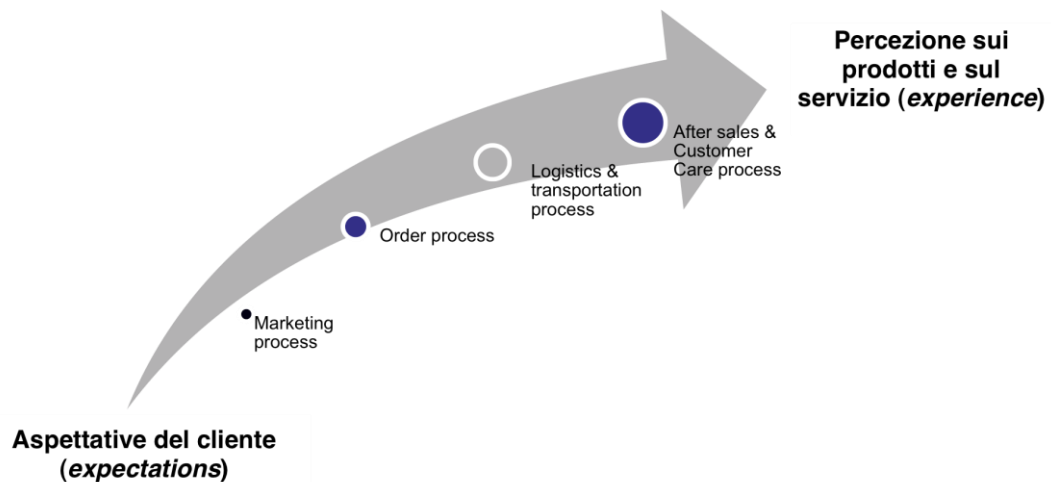 Percezione sui
prodotti e sul
servizio (experience)
After sales &
Customer
Care process
Logistics &
transportation
process
Order process
Marketing
process
Aspettative del cliente
(expectations)